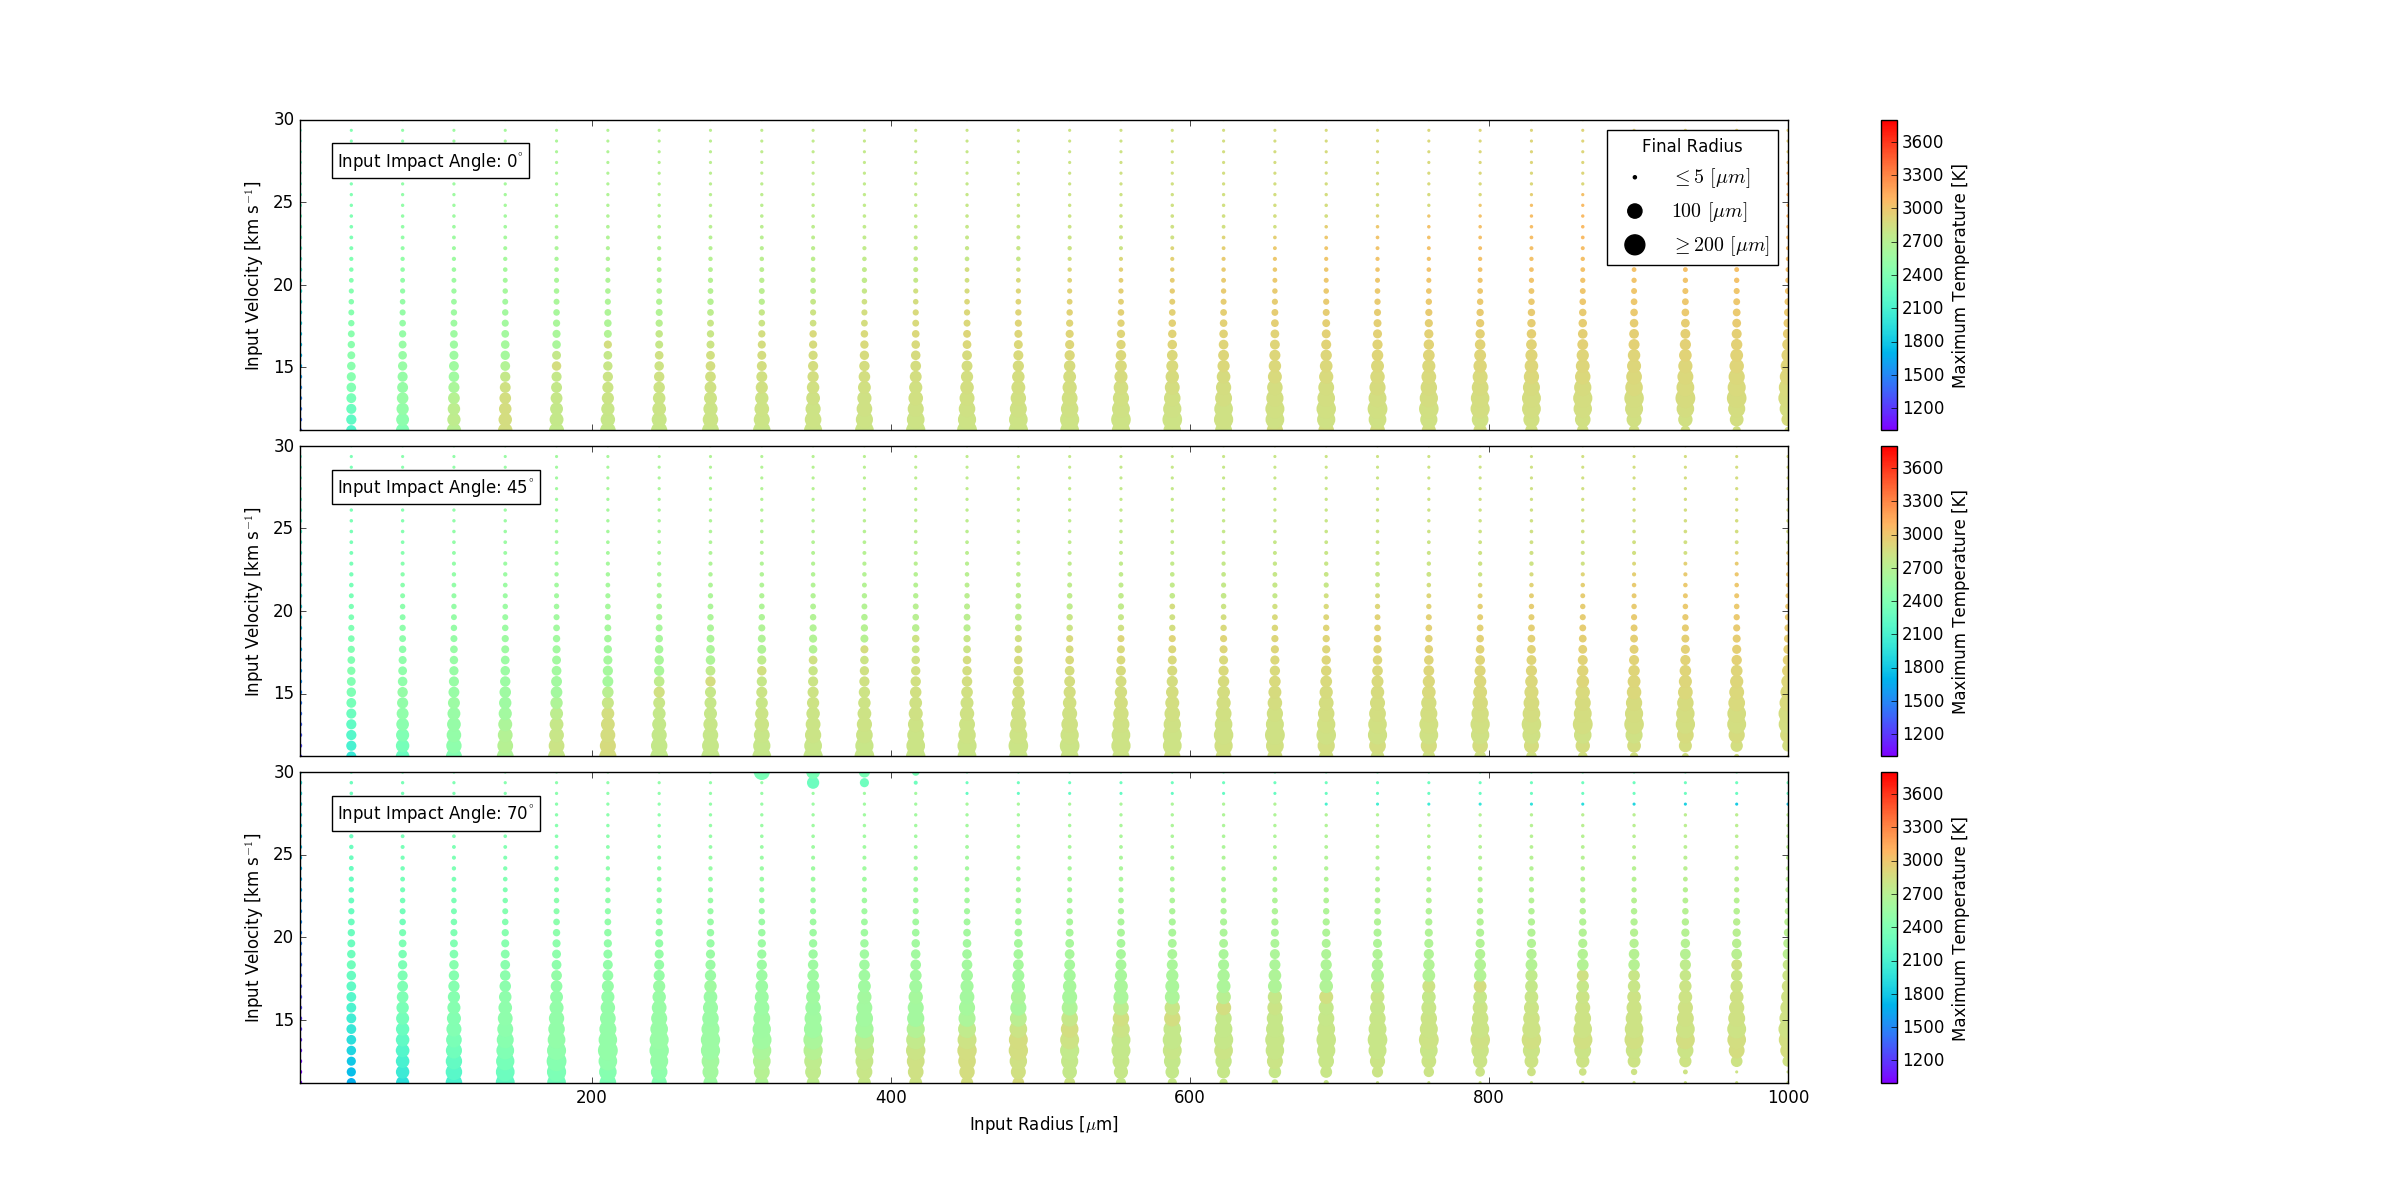 30
25
20
15
Input Velocity [km s⁻¹]
Input Impact Angle: 0°
Final Radius
≤ 5 [μm]
100 [μm]
≥ 200 [μm]
3600
3300
3000
2700
2400
2100
1800
1500
1200
Maximum Temperature [K]
30
25
20
15
Input Velocity [km s⁻¹]
Input Impact Angle: 45°
3600
3300
3000
2700
2400
2100
1800
1500
1200
Maximum Temperature [K]
30
25
20
15
Input Velocity [km s⁻¹]
Input Impact Angle: 70°
3600
3300
3000
2700
2400
2100
1800
1500
1200
Maximum Temperature [K]
200 400 600 800 1000
Input Radius [μm]